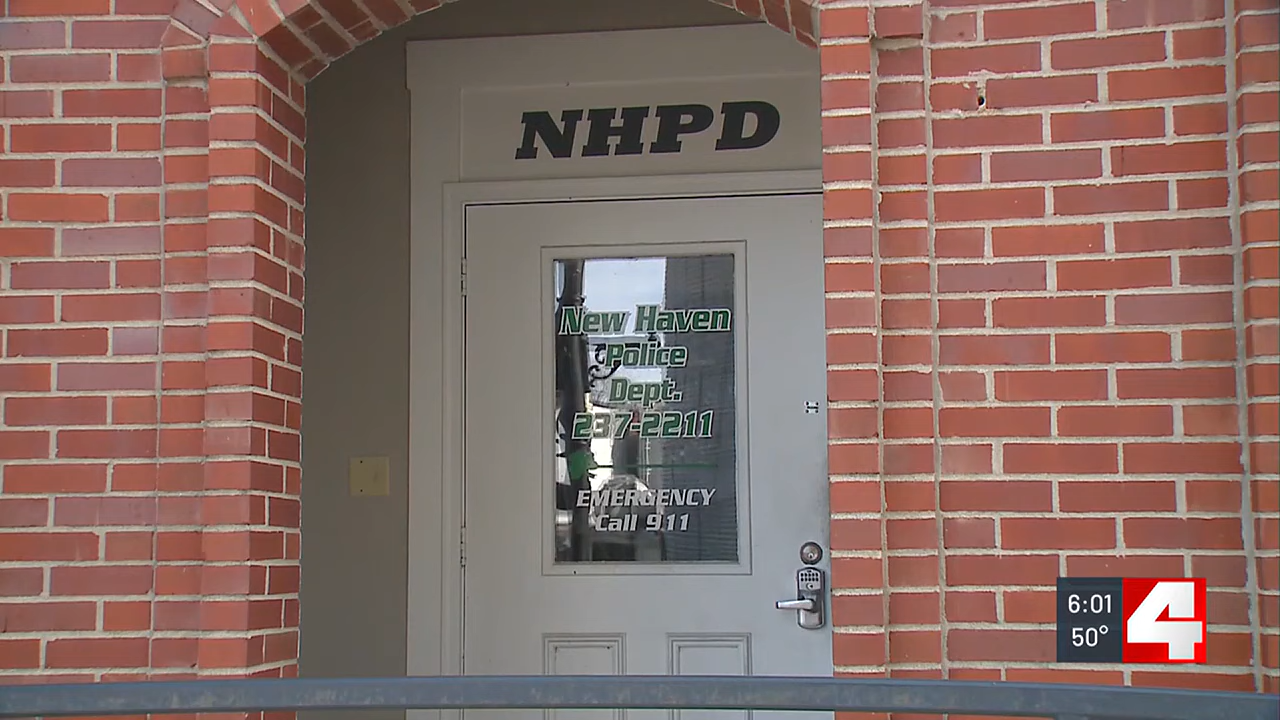 NHPD
New Haven
Police
Dept.
237-2211
EMERGENCY
Call 911
6:01
50°
4